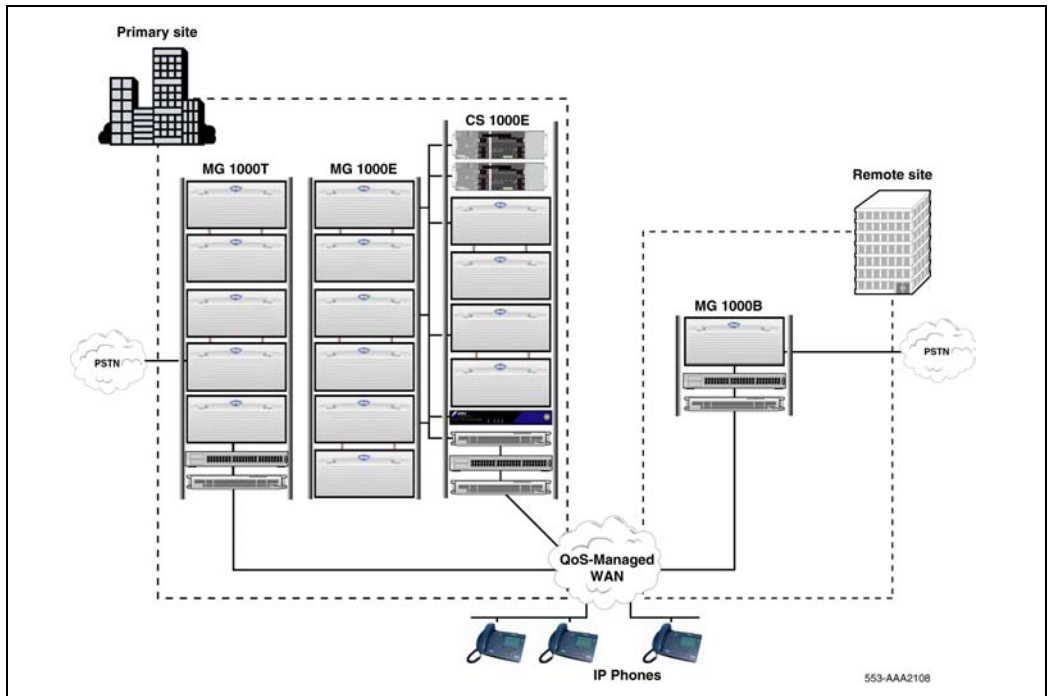 Primary site
CS 1000E
MG 1000T
MG 1000E
Remote site
MG 1000B
PSTN
PSTN
QoS-Managed
WAN
IP Phones
553-AAA2108